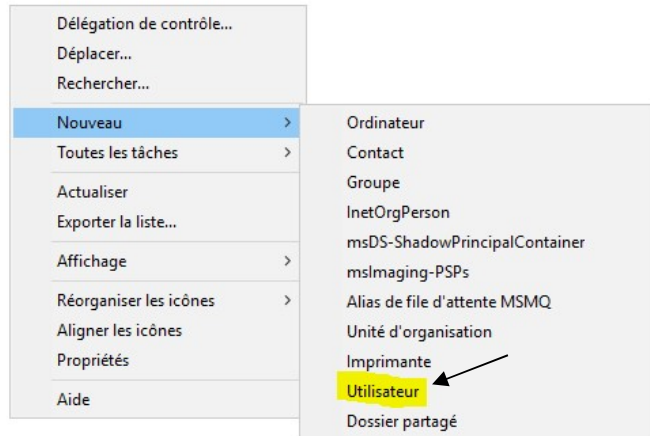 Délégation de contrôle...
Déplacer...
Rechercher...
Nouveau
Toutes les tâches
Actualiser
Exporter la liste...
Affichage
Réorganiser les icônes
Aligner les icônes
Propriétés
Aide
Ordinateur
Contact
Groupe
InetOrgPerson
msDS-ShadowPrincipalContainer
msImaging-PSPs
Alias de file d'attente MSMQ
Unité d'organisation
Imprimante
Utilisateur
Dossier partagé